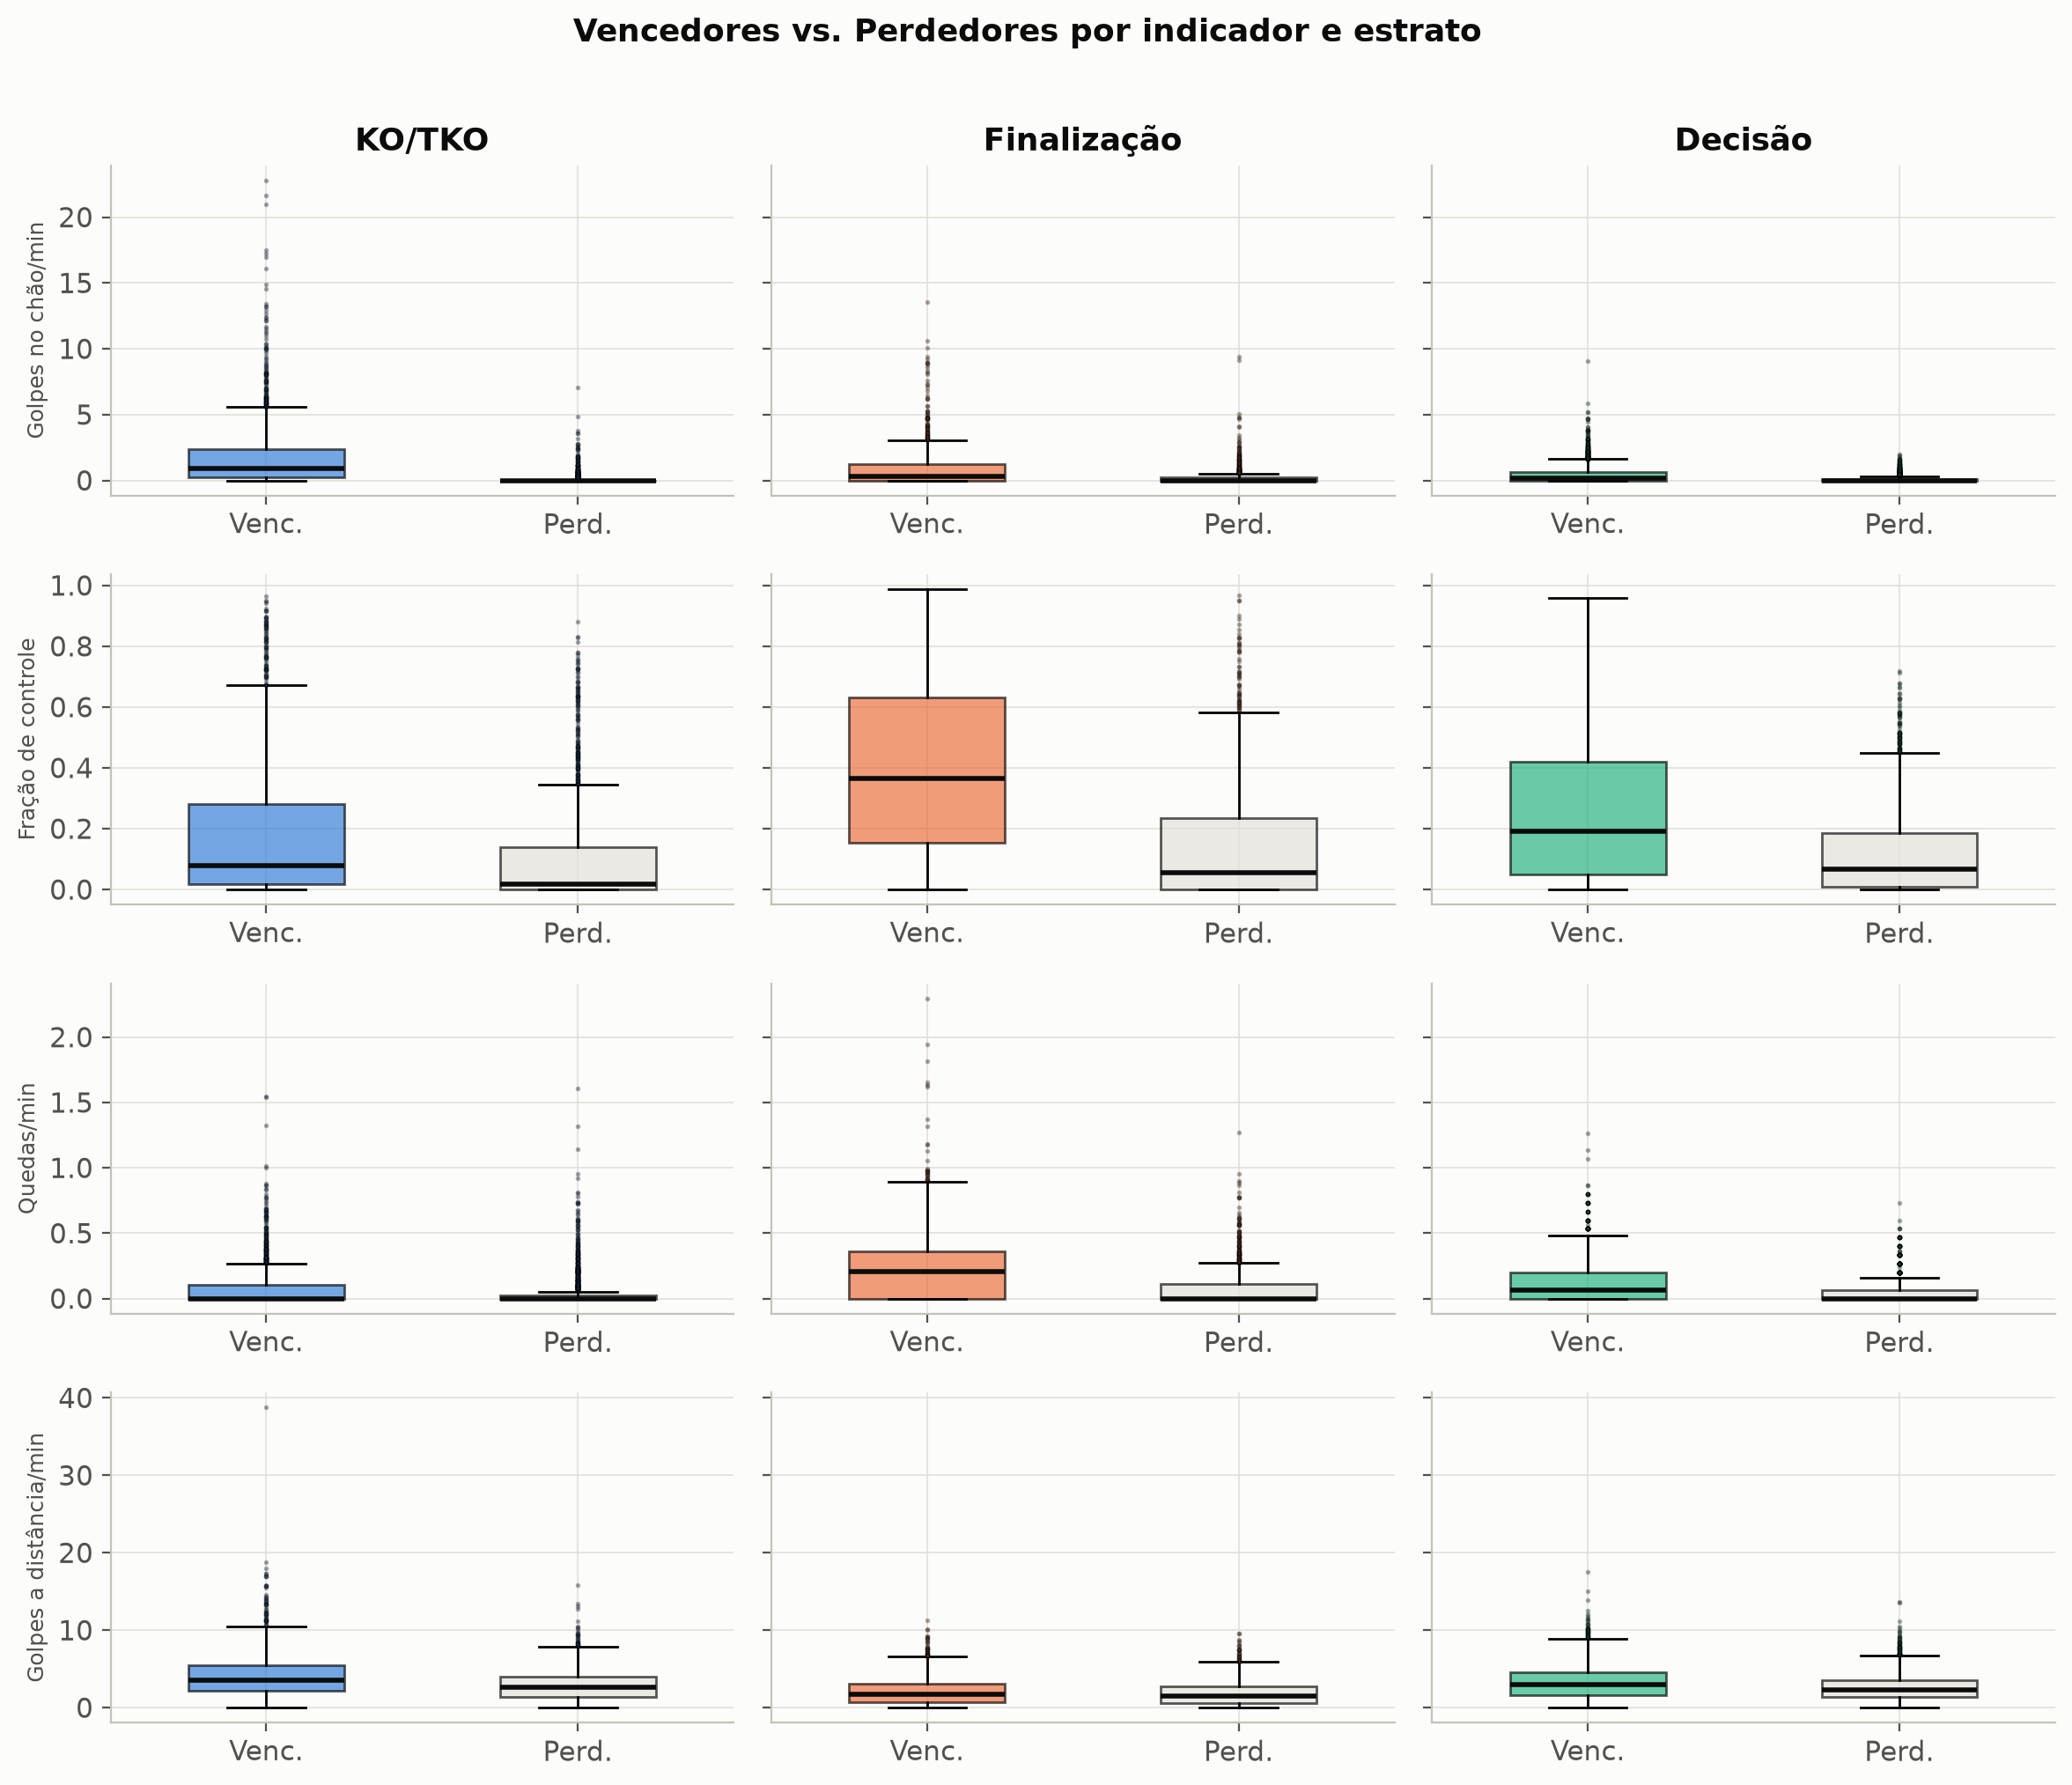 Vencedores vs. Perdedores por indicador e estrato
KO/TKO
Finalização
Decisão
Golpes no chão/min
20
15
10
5
0
Venc.
Perd.
Venc.
Perd.
Venc.
Perd.
Fração de controle
1.0
0.8
0.6
0.4
0.2
0.0
Venc.
Perd.
Venc.
Perd.
Venc.
Perd.
Quedas/min
2.0
1.5
1.0
0.5
0.0
Venc.
Perd.
Venc.
Perd.
Venc.
Perd.
Golpes a distância/min
40
30
20
10
0
Venc.
Perd.
Venc.
Perd.
Venc.
Perd.